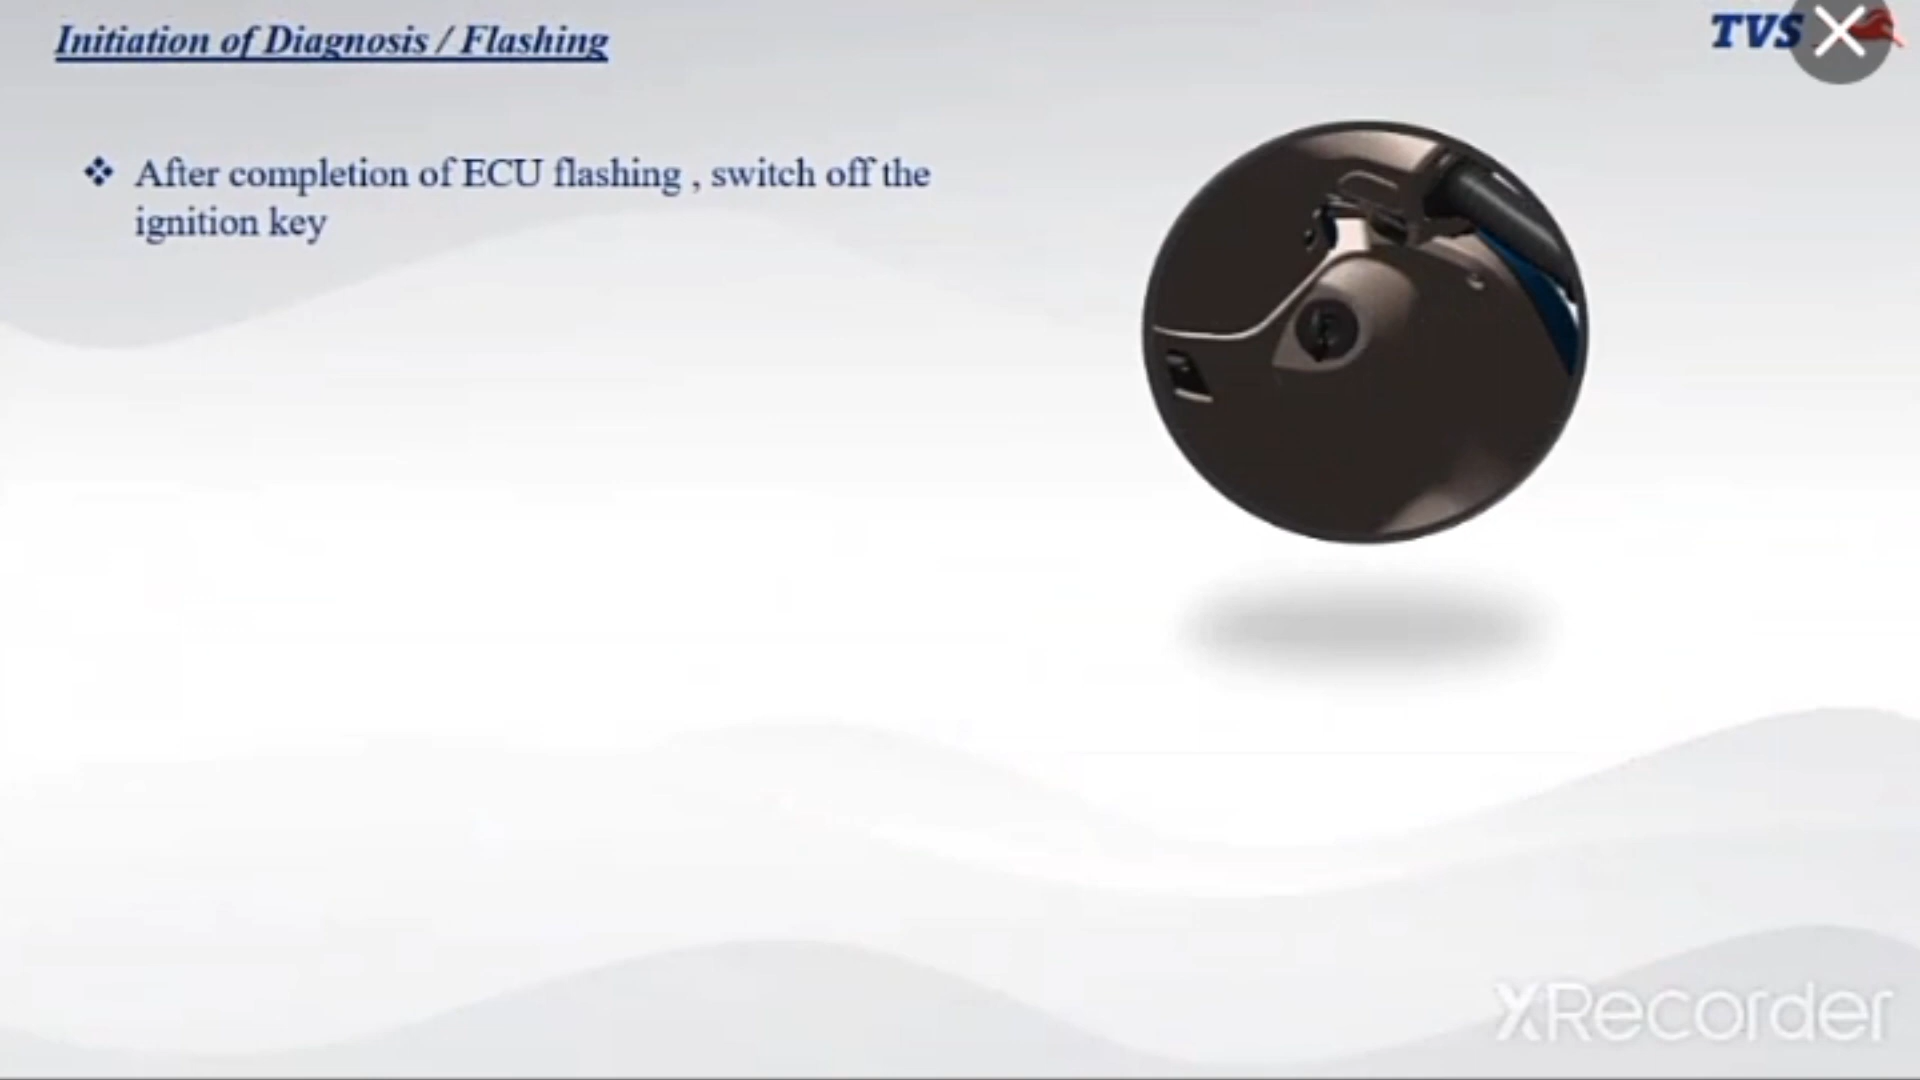 Initiation of Diagnosis / Flashing
TVS
❖ After completion of ECU flashing , switch off the
ignition key
XRecorder